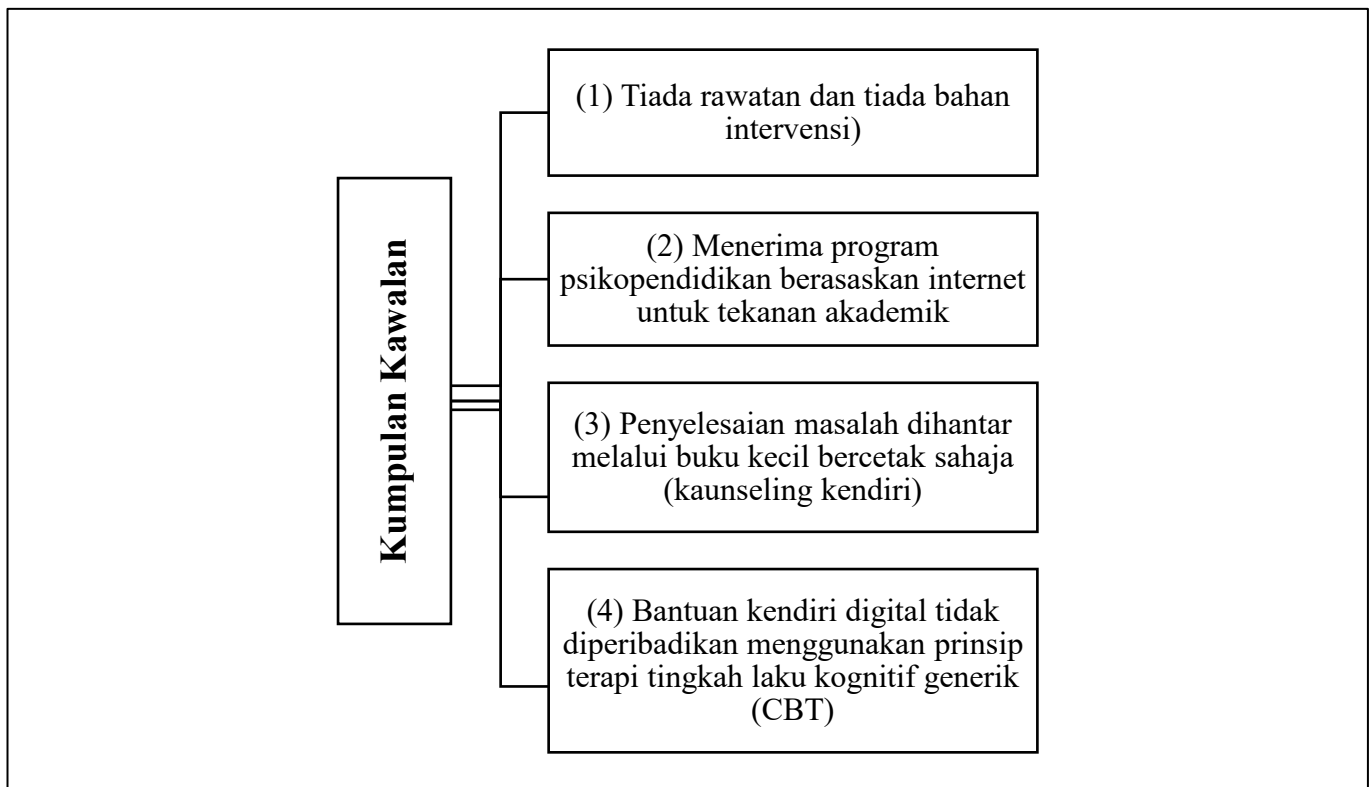 Kumpulan Kawalan
(1) Tiada rawatan dan tiada bahan
intervensi)
(2) Menerima program
psikopendidikan berasaskan internet
untuk tekanan akademik
(3) Penyelesaian masalah dihantar
melalui buku kecil bercetak sahaja
(kaunseling kendiri)
(4) Bantuan kendiri digital tidak
diperibadikan menggunakan prinsip
terapi tingkah laku kognitif generik
(CBT)